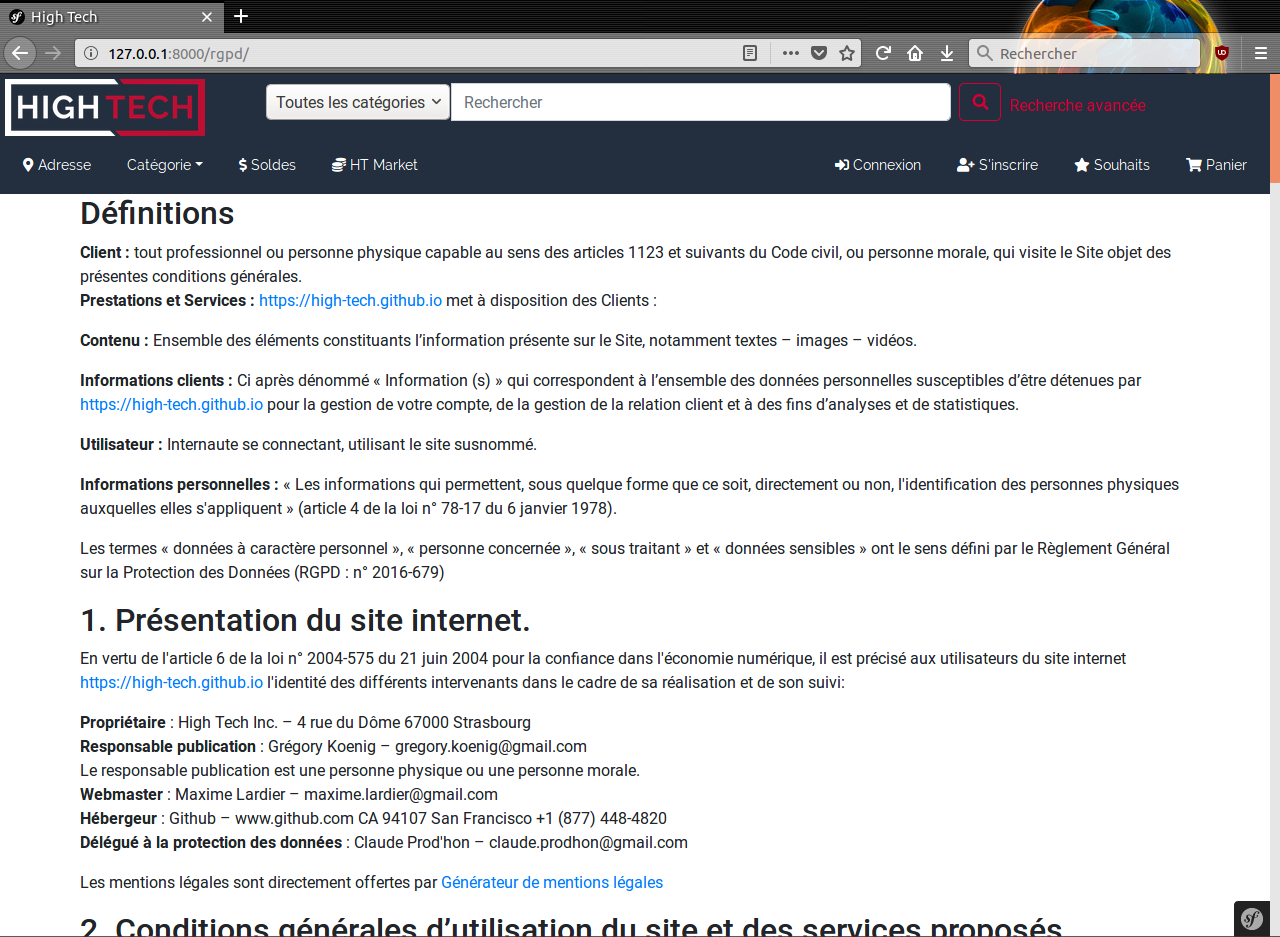 High Tech
127.0.0.1:8000/rgpd/
Rechercher
HIGH TECH
Toutes les catégories
Rechercher
Recherche avancée
Adresse
Catégorie
$ Soldes
HT Market
Connexion
S'inscrire
Souhaits
Panier
Définitions
Client : tout professionnel ou personne physique capable au sens des articles 1123 et suivants du Code civil, ou personne morale, qui visite le Site objet des
présentes conditions générales.
Prestations et Services : https://high-tech.github.io met à disposition des Clients :
Contenu : Ensemble des éléments constituants l’information présente sur le Site, notamment textes – images – vidéos.
Informations clients : Ci après dénommé « Information (s) » qui correspondent à l’ensemble des données personnelles susceptibles d’être détenues par
https://high-tech.github.io pour la gestion de votre compte, de la gestion de la relation client et à des fins d’analyses et de statistiques.
Utilisateur : Internaute se connectant, utilisant le site susnommé.
Informations personnelles : « Les informations qui permettent, sous quelque forme que ce soit, directement ou non, l'identification des personnes physiques
auxquelles elles s'appliquent » (article 4 de la loi n° 78-17 du 6 janvier 1978).
Les termes « données à caractère personnel », « personne concernée », « sous traitant » et « données sensibles » ont le sens défini par le Règlement Général
sur la Protection des Données (RGPD : n° 2016-679)
1. Présentation du site internet.
En vertu de l'article 6 de la loi n° 2004-575 du 21 juin 2004 pour la confiance dans l'économie numérique, il est précisé aux utilisateurs du site internet
https://high-tech.github.io l'identité des différents intervenants dans le cadre de sa réalisation et de son suivi:
Propriétaire : High Tech Inc. – 4 rue du Dôme 67000 Strasbourg
Responsable publication : Grégory Koenig – gregory.koenig@gmail.com
Le responsable publication est une personne physique ou une personne morale.
Webmaster : Maxime Lardier – maxime.lardier@gmail.com
Hébergeur : Github – www.github.com CA 94107 San Francisco +1 (877) 448-4820
Délégué à la protection des données : Claude Prod'hon – claude.prodhon@gmail.com
Les mentions légales sont directement offertes par Générateur de mentions légales
2. Conditions générales d’utilisation du site et des services proposés